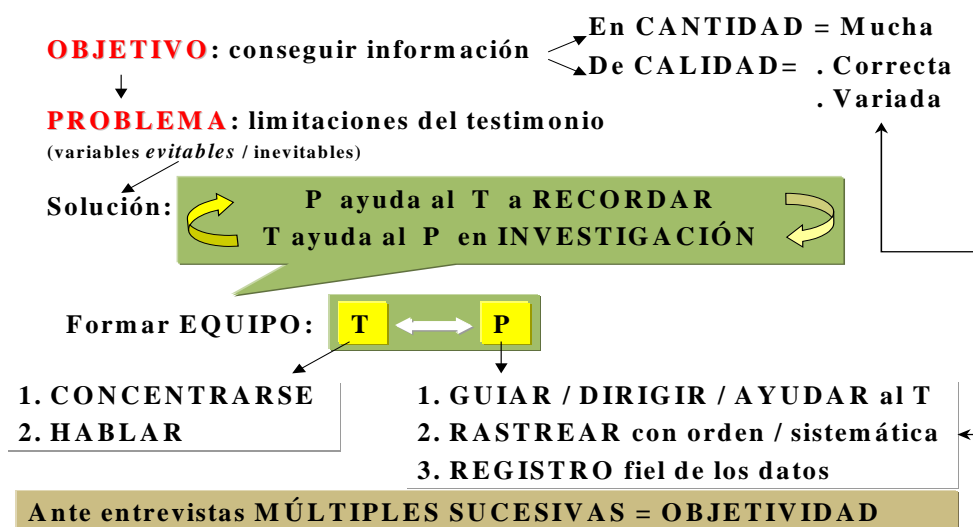 En CANTIDAD = Mucha
OBJETIVO: conseguir información
De CALIDAD= . Correcta
. Variada
PROBLEMA: limitaciones del testimonio
(variables evitables / inevitables)
Solución:
P ayuda al T a RECORDAR
T ayuda al P en INVESTIGACIÓN
Formar EQUIPO: T P
1. CONCENTRARSE
2. HABLAR
1. GUIAR / DIRIGIR / AYUDAR al T
2. RASTREAR con orden / sistemática
3. REGISTRO fiel de los datos
Ante entrevistas MÚLTIPLES SUCESIVAS = OBJETIVIDAD